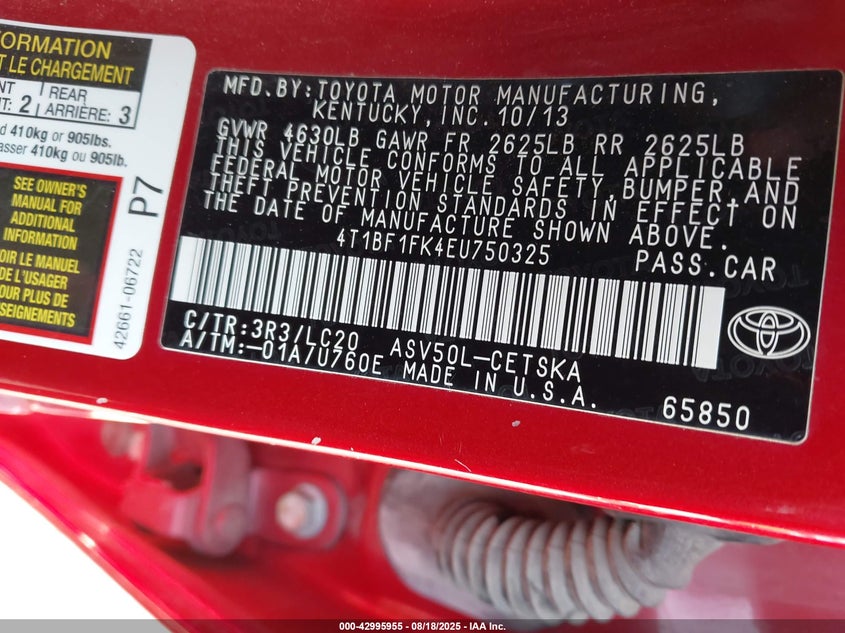 FORMATION
T LE CHARGEMENT
NT : 2 | REAR ARRIÈRE: 3
d 410kg or 905lbs.
asser 410kg ou 905lb.
SEE OWNER'S
MANUAL FOR
ADDITIONAL
INFORMATION
OIR LE MANUEL
DE L'USAGER
POUR PLUS DE
SEIGNEMENTS
P7
42661-06722
MFD.BY:TOYOTA MOTOR MANUFACTURING,
KENTUCKY,INC.10/13
GVWR 4630LB GAWR FR 2625LB RR 2625LB
THIS VEHICLE CONFORMS TO ALL APPLICABLE
FEDERAL MOTOR VEHICLE SAFETY,BUMPER,AND
THEFT PREVENTION STANDARDS IN EFFECT ON
THE DATE OF MANUFACTURE SHOWN ABOVE.
4T1BF1FK4EU750325
PASS.CAR
C/TR:3R3/LC20 ASV50L-CETSKA
A/TM:-01A/U760E MADE IN U.S.A.
65850
000-42995955 • 08/18/2025 - IAA Inc.